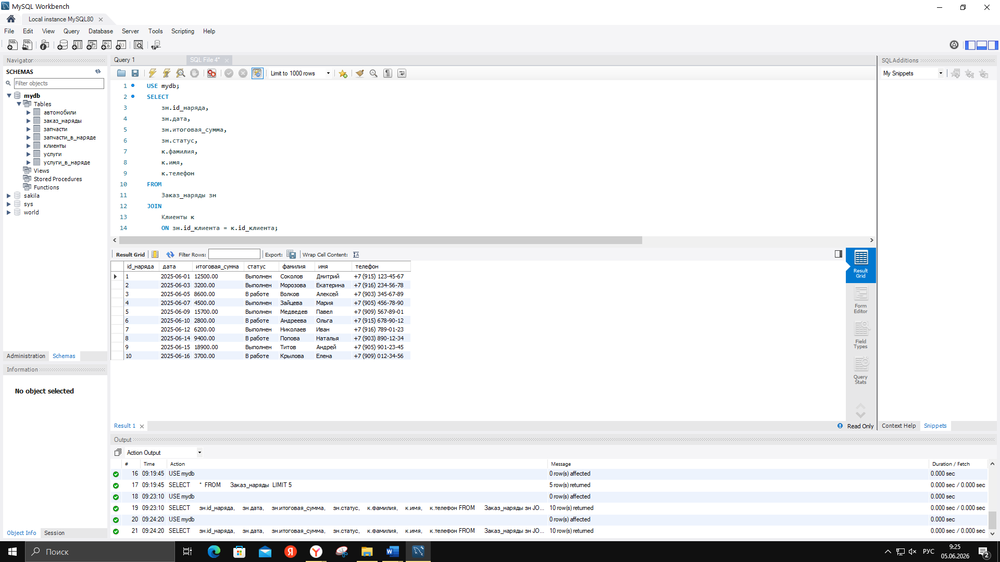 MySQL Workbench
Local instance MySQL80
File Edit View Query Database Server Tools Scripting Help
Navigator
SCHEMAS
Filter objects
mydb
Tables
автомобили
заказ_наряды
запчасти
запчасти_в_наряде
клиенты
услуги
услуги_в_наряде
Views
Stored Procedures
Functions
sakila
sys
world
Administration Schemas
Information
No object selected
Object Info Session
Query 1 SQL File 4*
Limit to 1000 rows
1 USE mydb;
2 SELECT
3 зн.id_наряда,
4 зн.дата,
5 зн.итоговая_сумма,
6 зн.статус,
7 к.фамилия,
8 к.имя,
9 к.телефон
10 FROM
11 Заказ_наряды зн
12 JOIN
13 Клиенты к
14 ON зн.id_клиента = к.id_клиента;
Result Grid Filter Rows: Export: Wrap Cell Content:
id_наряда дата итоговая_сумма статус фамилия имя телефон
1 2025-06-01 12500.00 Выполнен Соколов Дмитрий +7 (915) 123-45-67
2 2025-06-03 3200.00 Выполнен Морозова Екатерина +7 (916) 234-56-78
3 2025-06-05 8600.00 В работе Волков Алексей +7 (903) 345-67-89
4 2025-06-07 4500.00 Выполнен Зайцева Мария +7 (905) 456-78-90
5 2025-06-09 15700.00 Выполнен Медведев Павел +7 (909) 567-89-01
6 2025-06-10 2800.00 В работе Андреева Ольга +7 (915) 678-90-12
7 2025-06-12 6200.00 Выполнен Николаев Иван +7 (916) 789-01-23
8 2025-06-14 9400.00 В работе Попова Наталья +7 (903) 890-12-34
9 2025-06-15 18900.00 Выполнен Титов Андрей +7 (905) 901-23-45
10 2025-06-16 3700.00 В работе Крылова Елена +7 (909) 012-34-56
Result Grid
Form Editor
Field Types
Query Stats
Result 1
Read Only
SQLAdditions
My Snippets
Context Help Snippets
Output
Action Output
# Time Action Message Duration / Fetch
16 09:19:45 USE mydb 0 row(s) affected 0.000 sec
17 09:19:45 SELECT * FROM Заказ_наряды LIMIT 5 5 row(s) returned 0.000 sec / 0.000 sec
18 09:23:10 USE mydb 0 row(s) affected 0.000 sec
19 09:23:10 SELECT зн.id_наряда, зн.дата, зн.итоговая_сумма, зн.статус, к.фамилия, к.имя, к.телефон FROM Заказ_наряды зн JO... 10 row(s) returned 0.000 sec / 0.000 sec
20 09:24:20 USE mydb 0 row(s) affected 0.000 sec
21 09:24:20 SELECT зн.id_наряда, зн.дата, зн.итоговая_сумма, зн.статус, к.фамилия, к.имя, к.телефон FROM Заказ_наряды зн JO... 10 row(s) returned 0.000 sec / 0.000 sec
Поиск
РУС
9:25
05.06.2026
2